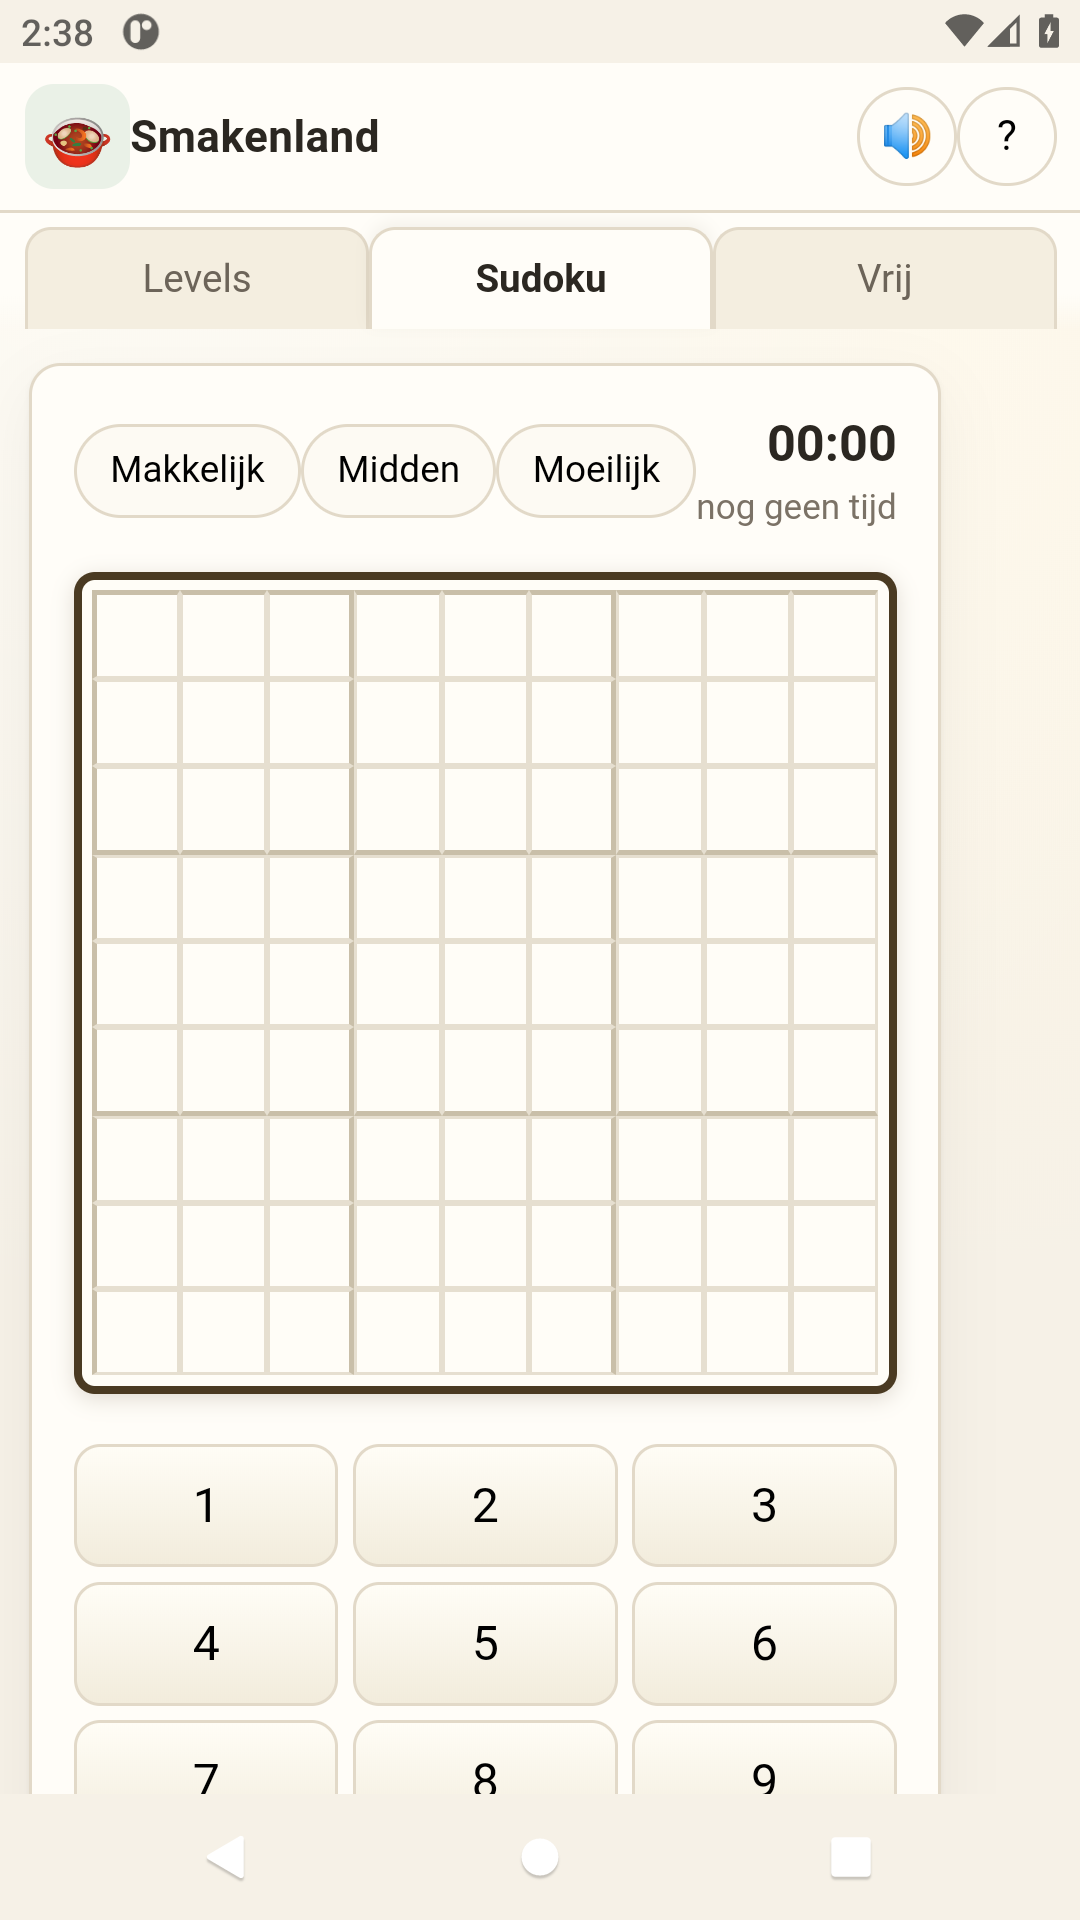 2:38
Smakenland
?
Levels Sudoku Vrij
00:00
Makkelijk Midden Moeilijk
nog geen tijd
1 2 3
4 5 6
7 8 9